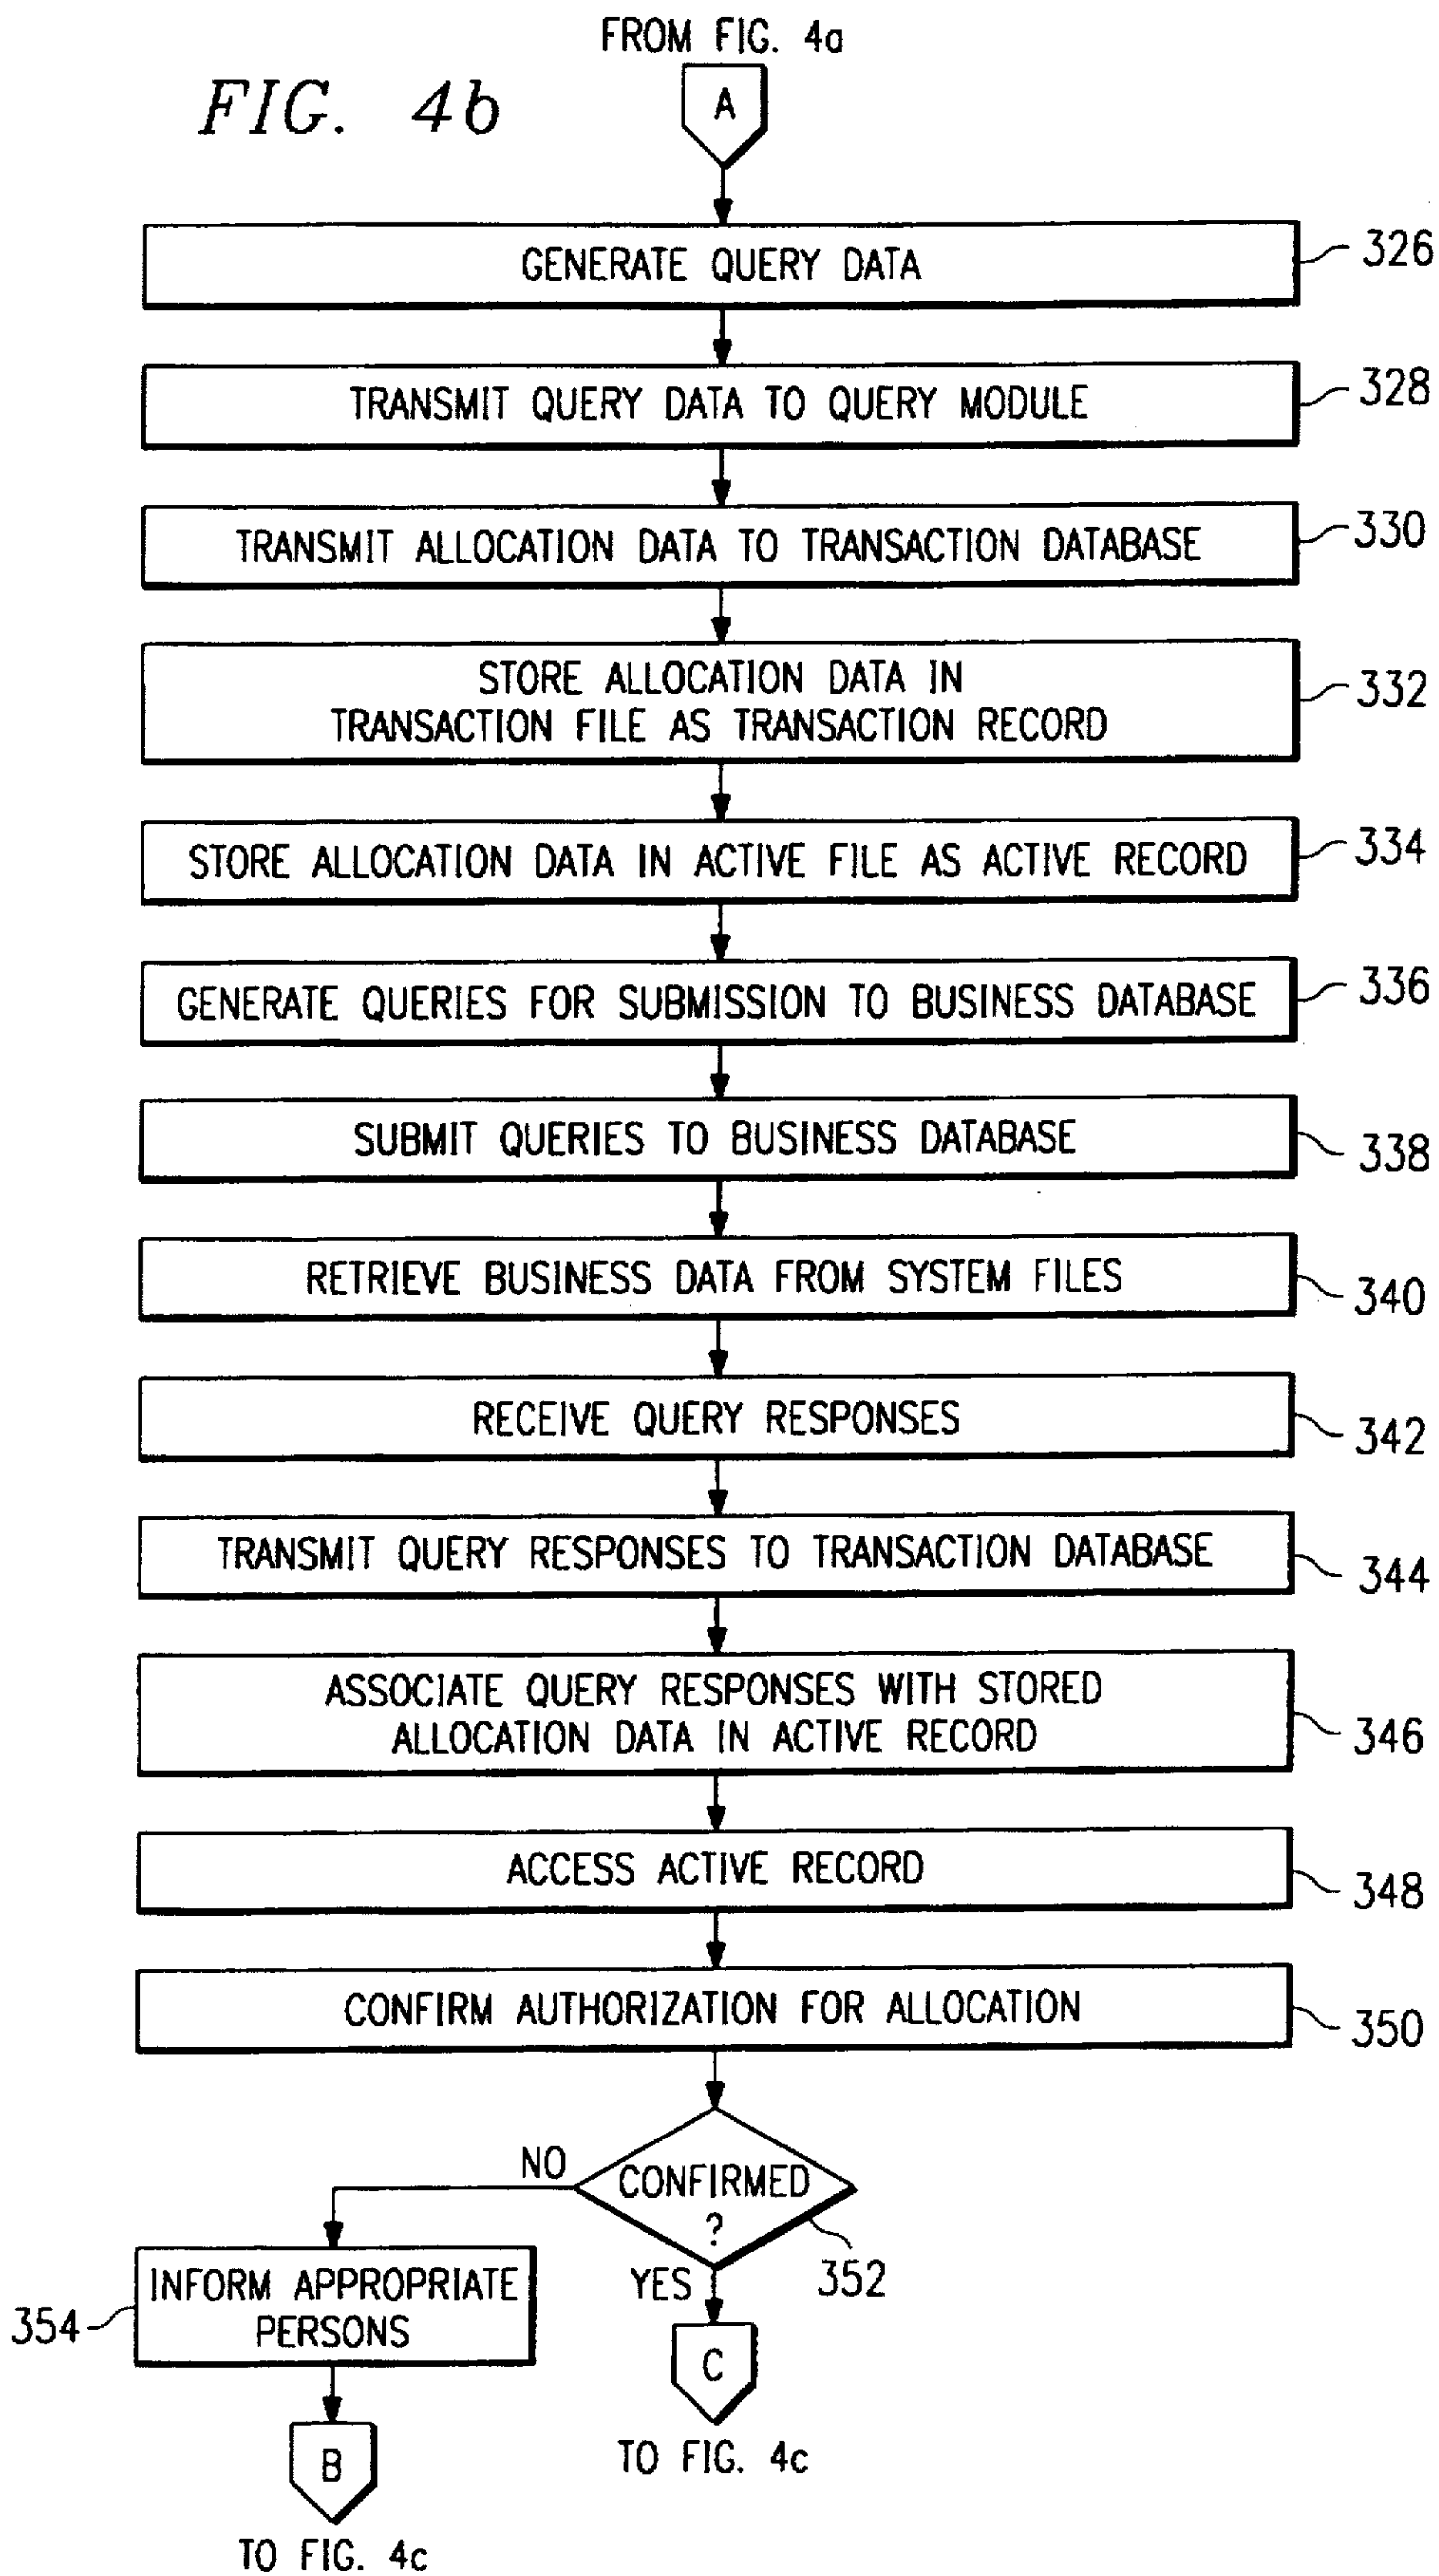 FROM FIG. 4a
FIG. 4b
A
GENERATE QUERY DATA
326
TRANSMIT QUERY DATA TO QUERY MODULE
328
TRANSMIT ALLOCATION DATA TO TRANSACTION DATABASE
330
STORE ALLOCATION DATA IN
TRANSACTION FILE AS TRANSACTION RECORD
332
STORE ALLOCATION DATA IN ACTIVE FILE AS ACTIVE RECORD
334
GENERATE QUERIES FOR SUBMISSION TO BUSINESS DATABASE
336
SUBMIT QUERIES TO BUSINESS DATABASE
338
RETRIEVE BUSINESS DATA FROM SYSTEM FILES
340
RECEIVE QUERY RESPONSES
342
TRANSMIT QUERY RESPONSES TO TRANSACTION DATABASE
344
ASSOCIATE QUERY RESPONSES WITH STORED
ALLOCATION DATA IN ACTIVE RECORD
346
ACCESS ACTIVE RECORD
348
CONFIRM AUTHORIZATION FOR ALLOCATION
350
NO
CONFIRMED
?
352
YES
INFORM APPROPRIATE
PERSONS
354
C
TO FIG. 4c
B
TO FIG. 4c